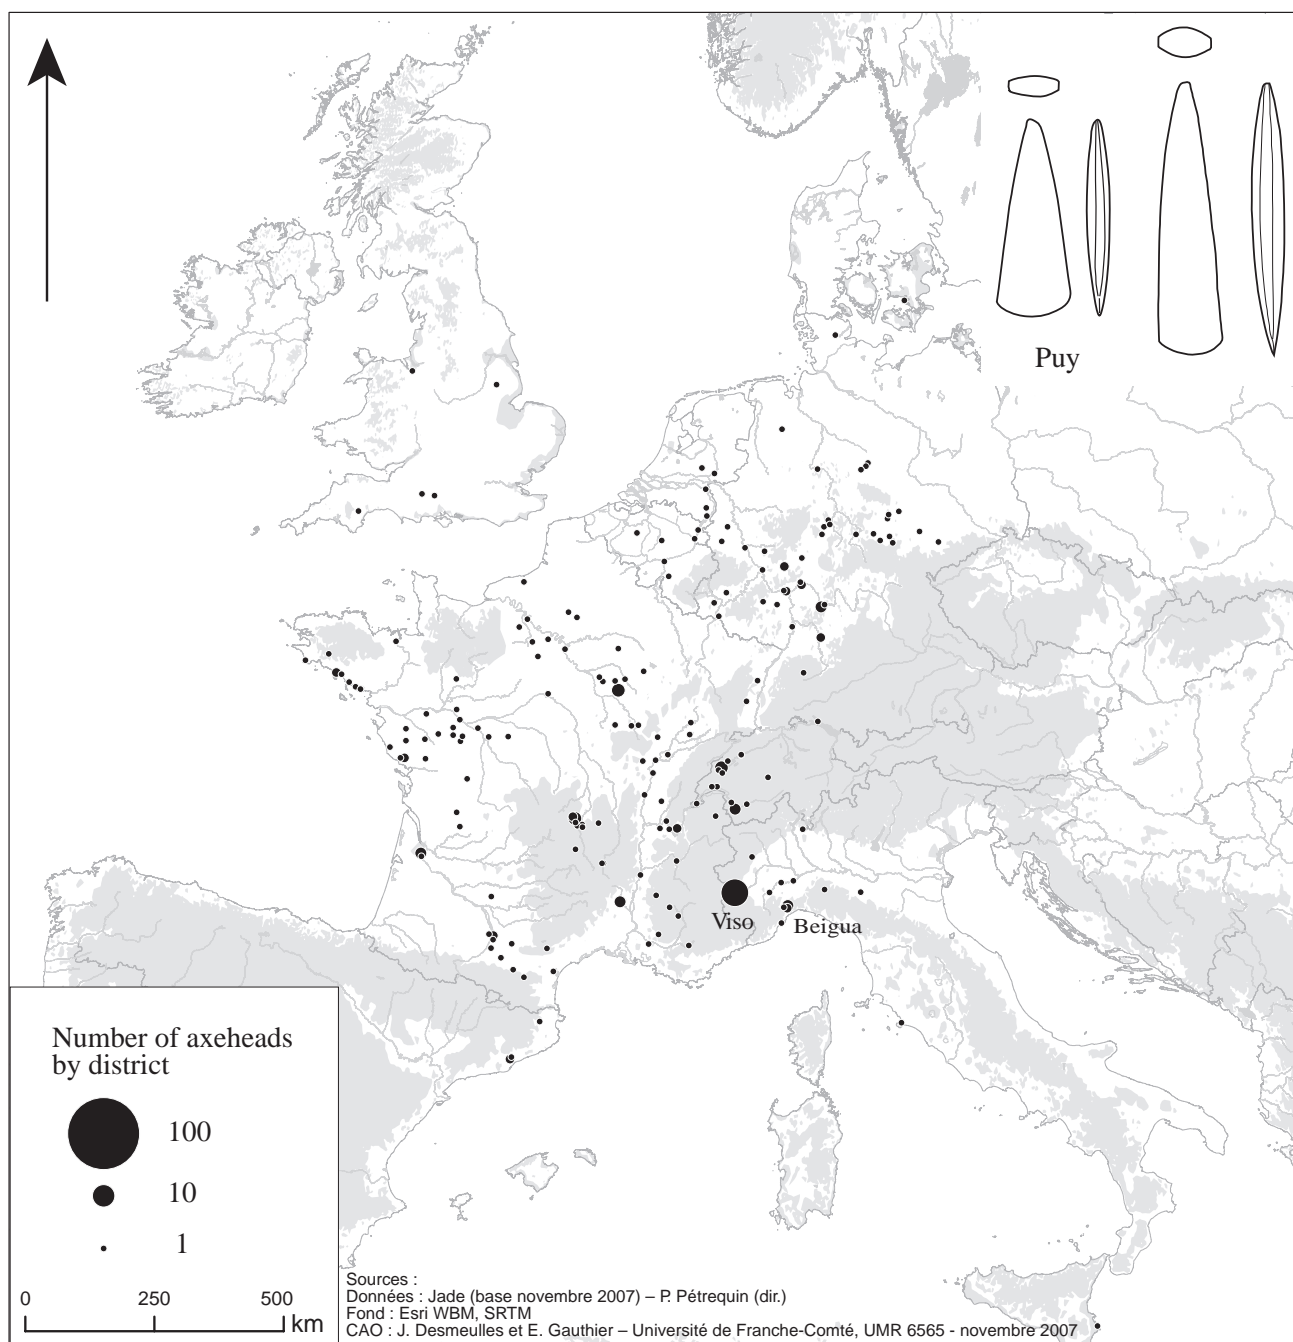 Puy
Viso
Beigua
Number of axeheads
by district
100
10
1
0 250 500
km
Sources :
Données : Jade (base novembre 2007) – P. Pétrequin (dir.)
Fond : Esri WBM, SRTM
CAO : J. Desmeulles et E. Gauthier – Université de Franche-Comté, UMR 6565 - novembre 2007